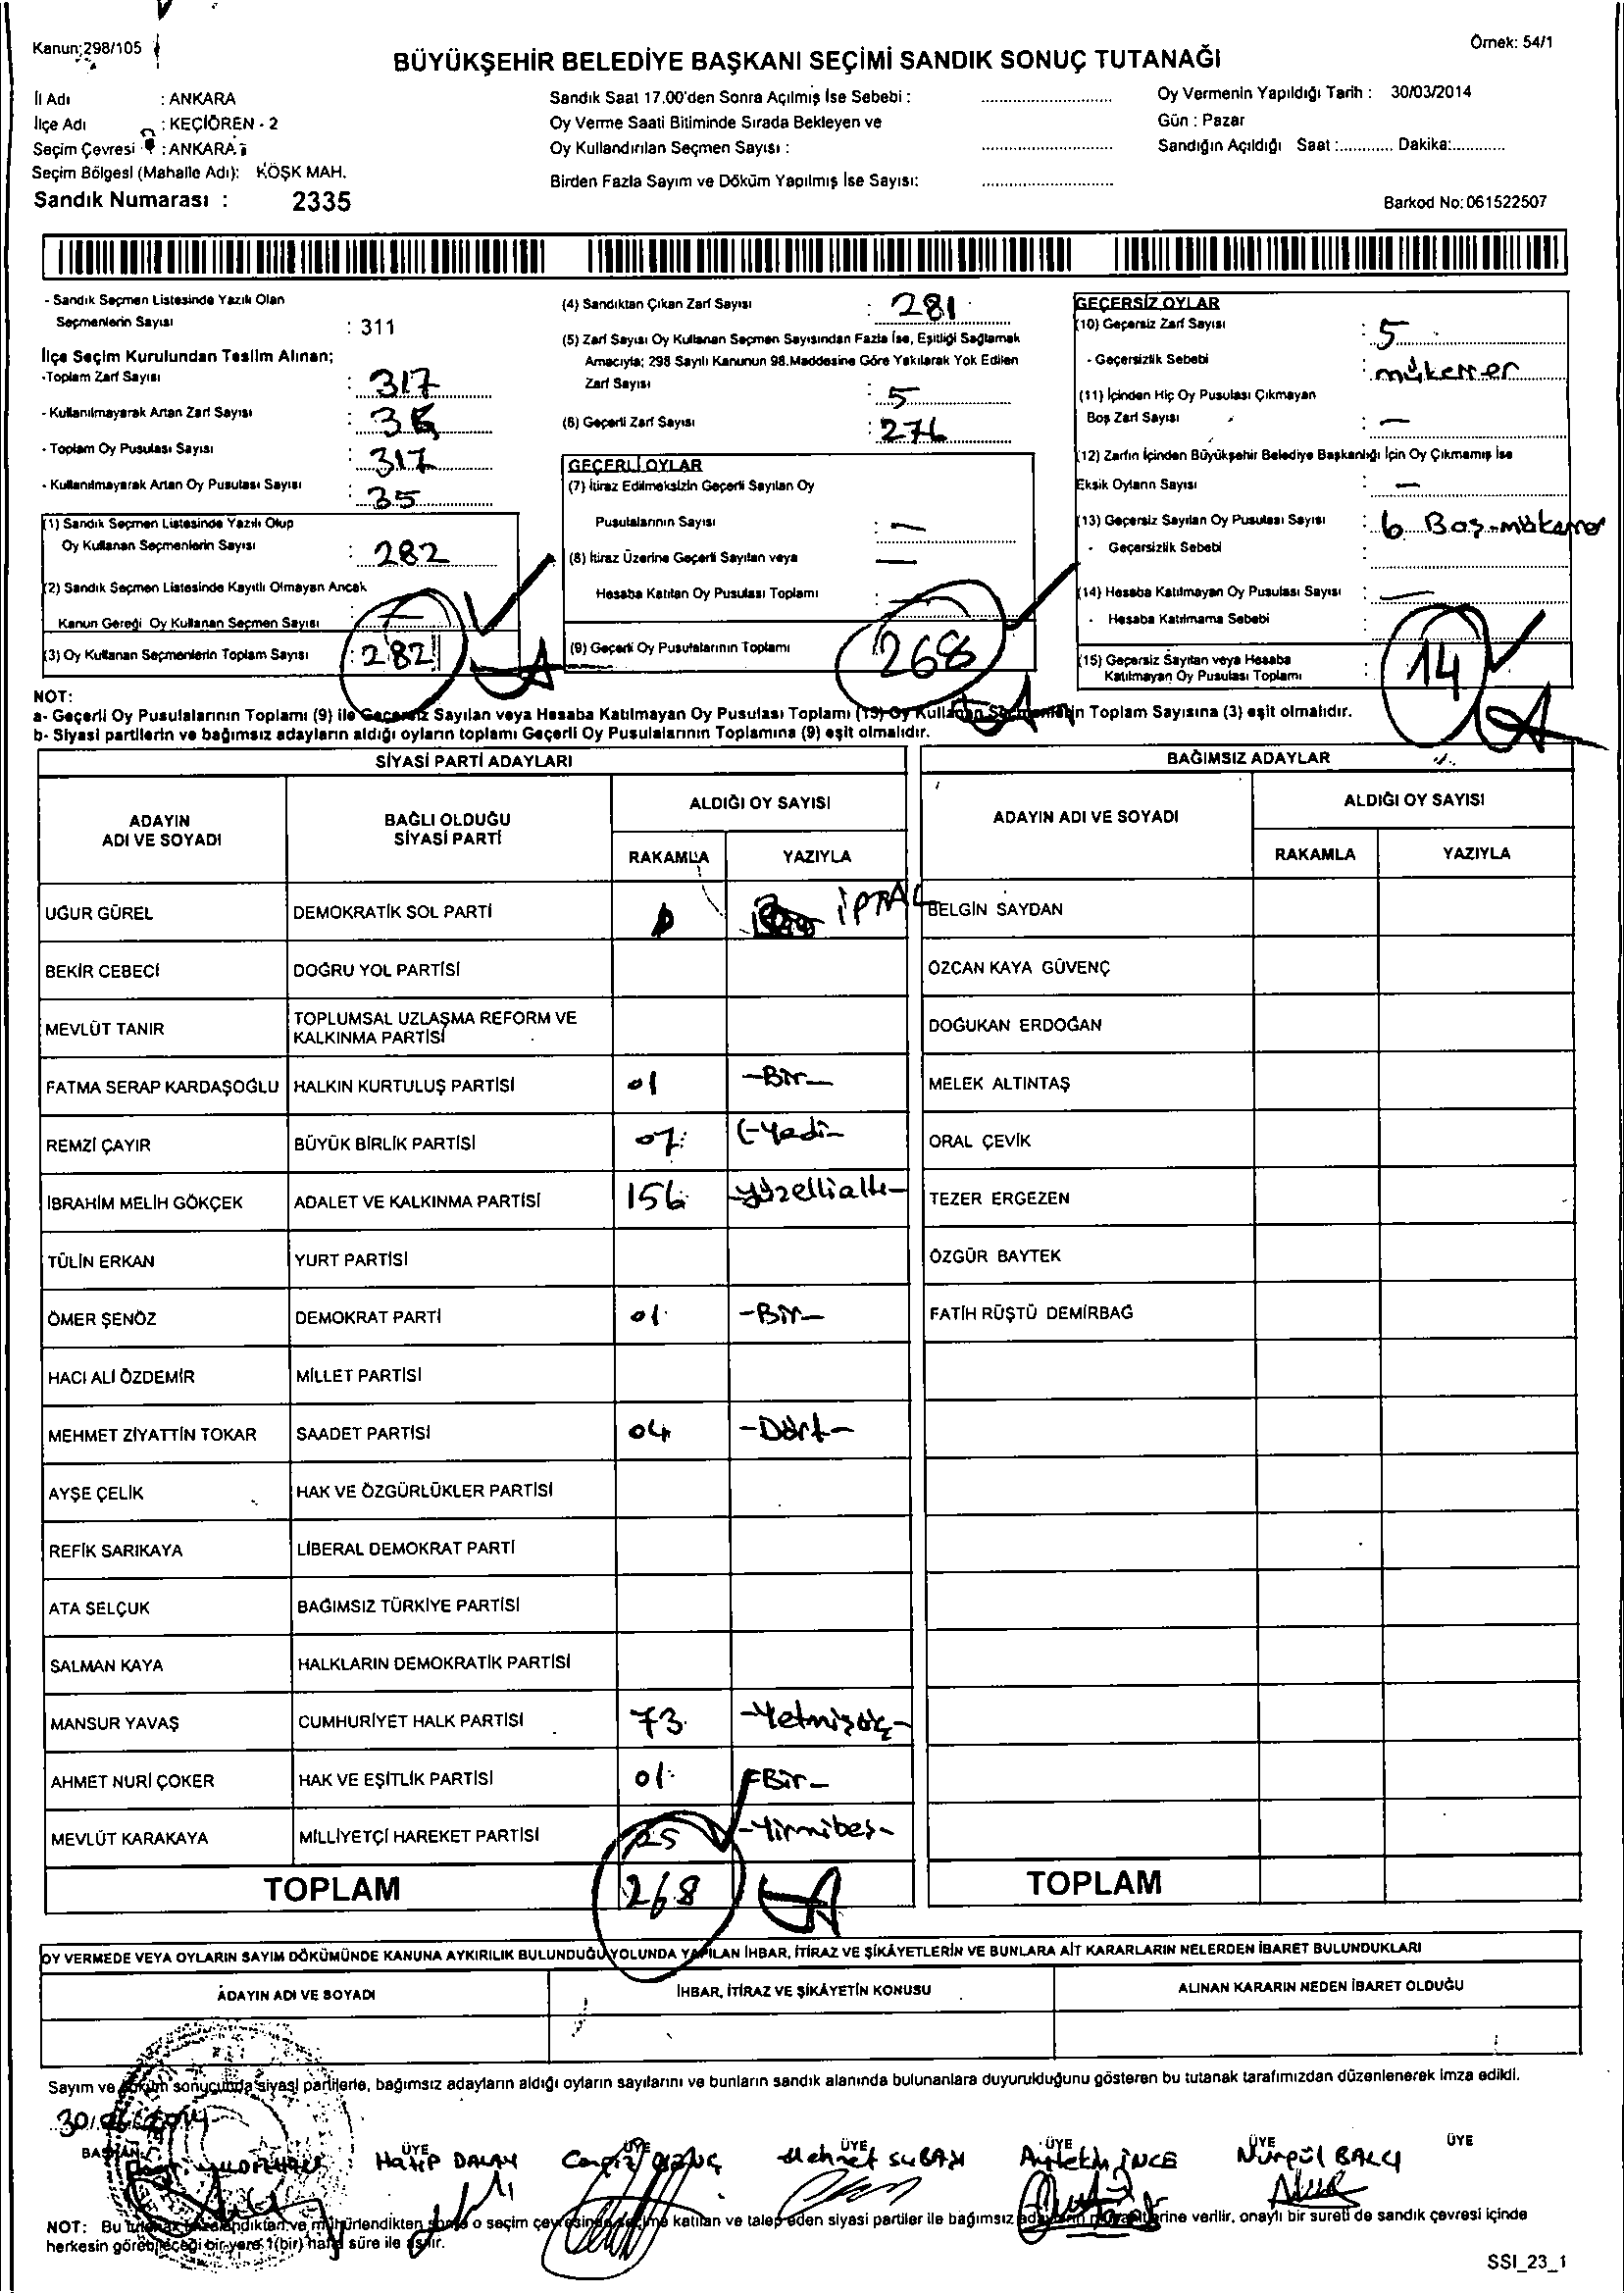 Kanun:298/105
Örnek: 54/1
BÜYÜKŞEHİR BELEDİYE BAŞKANI SEÇİMİ SANDIK SONUÇ TUTANAĞI
İl Adı : ANKARA
İlçe Adı : KEÇİÖREN - 2
Seçim Çevresi : ANKARA
Seçim Bölgesi (Mahalle Adı): KÖŞK MAH.
Sandık Numarası : 2335
Sandık Saat 17.00'den Sonra Açılmış İse Sebebi :
Oy Verme Saati Bitiminde Sırada Bekleyen ve
Oy Kullandırılan Seçmen Sayısı :
Birden Fazla Sayım ve Döküm Yapılmış İse Sayısı:
Oy Vermenin Yapıldığı Tarih : 30/03/2014
Gün : Pazar
Sandığın Açıldığı Saat :............ Dakika:............
Barkod No:061522507
- Sandık Seçmen Listesinde Yazılı Olan
Seçmenlerin Sayısı : 311
İlçe Seçim Kurulundan Teslim Alınan;
-Toplam Zarf Sayısı : 317
- Kullanılmayarak Artan Zarf Sayısı :
- Toplam Oy Pusulası Sayısı : 317
- Kullanılmayarak Artan Oy Pusulası Sayısı : 35
(1) Sandık Seçmen Listesinde Yazılı Olup
Oy Kullanan Seçmenlerin Sayısı : 282
(2) Sandık Seçmen Listesinde Kayıtlı Olmayan Ancak
Kanun Gereği Oy Kullanan Seçmen Sayısı : —
(3) Oy Kullanan Seçmenlerin Toplam Sayısı : 282
(4) Sandıktan Çıkan Zarf Sayısı : 281
(5) Zarf Sayısı Oy Kullanan Seçmen Sayısından Fazla İse, Eşitliği Sağlamak
Amacıyla; 298 Sayılı Kanunun 98.Maddesine Göre Yakılarak Yok Edilen
Zarf Sayısı : 5
(6) Geçerli Zarf Sayısı : 276
GEÇERLİ OYLAR
(7) İtiraz Edilmeksizin Geçerli Sayılan Oy
Pusulalarının Sayısı : —
(8) İtiraz Üzerine Geçerli Sayılan veya —
Hesaba Katılan Oy Pusulası Toplamı : —
(9) Geçerli Oy Pusulalarının Toplamı 268
GEÇERSİZ OYLAR
(10) Geçersiz Zarf Sayısı : 5
- Geçersizlik Sebebi : mükerrer
(11) İçinden Hiç Oy Pusulası Çıkmayan
Boş Zarf Sayısı : —
(12) Zarfın İçinden Büyükşehir Belediye Başkanlığı İçin Oy Çıkmamış İse
Eksik Oyların Sayısı : —
(13) Geçersiz Sayılan Oy Pusulası Sayısı : 6 Boş-mükerrer
- Geçersizlik Sebebi :
(14) Hesaba Katılmayan Oy Pusulası Sayısı : —
- Hesaba Katılmama Sebebi :
(15) Geçersiz Sayılan veya Hesaba
Katılmayan Oy Pusulası Toplamı : 14
NOT:
a- Geçerli Oy Pusulalarının Toplamı (9) ile Geçersiz Sayılan veya Hesaba Katılmayan Oy Pusulası Toplamı (15) Oy Kullanan Seçmenlerin Toplam Sayısına (3) eşit olmalıdır.
b- Siyasi partilerin ve bağımsız adayların aldığı oyların toplamı Geçerli Oy Pusulalarının Toplamına (9) eşit olmalıdır.
SİYASİ PARTİ ADAYLARI
ADAYIN ADI VE SOYADI BAĞLI OLDUĞU SİYASİ PARTİ ALDIĞI OY SAYISI
RAKAMLA YAZIYLA
UĞUR GÜREL DEMOKRATİK SOL PARTİ İPTAL
BEKİR CEBECİ DOĞRU YOL PARTİSİ
MEVLÜT TANIR TOPLUMSAL UZLAŞMA REFORM VE KALKINMA PARTİSİ
FATMA SERAP KARDAŞOĞLU HALKIN KURTULUŞ PARTİSİ 01 -Bir-
REMZİ ÇAYIR BÜYÜK BİRLİK PARTİSİ 07 -Yedi-
İBRAHİM MELİH GÖKÇEK ADALET VE KALKINMA PARTİSİ 156 -yüzellialtı-
TÜLİN ERKAN YURT PARTİSİ
ÖMER ŞENÖZ DEMOKRAT PARTİ 01 -Bir-
HACI ALİ ÖZDEMİR MİLLET PARTİSİ
MEHMET ZİYATTİN TOKAR SAADET PARTİSİ 04 -Dört-
AYŞE ÇELİK HAK VE ÖZGÜRLÜKLER PARTİSİ
REFİK SARIKAYA LİBERAL DEMOKRAT PARTİ
ATA SELÇUK BAĞIMSIZ TÜRKİYE PARTİSİ
SALMAN KAYA HALKLARIN DEMOKRATİK PARTİSİ
MANSUR YAVAŞ CUMHURİYET HALK PARTİSİ 73 -Yetmişüç-
AHMET NURİ ÇOKER HAK VE EŞİTLİK PARTİSİ 01 -Bir-
MEVLÜT KARAKAYA MİLLİYETÇİ HAREKET PARTİSİ 25 -Yirmibeş-
TOPLAM 268
BAĞIMSIZ ADAYLAR
ADAYIN ADI VE SOYADI ALDIĞI OY SAYISI
RAKAMLA YAZIYLA
BELGİN SAYDAN
ÖZCAN KAYA GÜVENÇ
DOĞUKAN ERDOĞAN
MELEK ALTINTAŞ
ORAL ÇEVİK
TEZER ERGEZEN
ÖZGÜR BAYTEK
FATİH RÜŞTÜ DEMİRBAĞ
TOPLAM
OY VERMEDE VEYA OYLARIN SAYIM DÖKÜMÜNDE KANUNA AYKIRILIK BULUNDUĞU YOLUNDA YAPILAN İHBAR, İTİRAZ VE ŞİKÂYETLERİN VE BUNLARA AİT KARARLARIN NELERDEN İBARET BULUNDUKLARI
ADAYIN ADI VE SOYADI İHBAR, İTİRAZ VE ŞİKÂYETİN KONUSU ALINAN KARARIN NEDEN İBARET OLDUĞU
Sayım ve döküm sonucunda siyasi partilerle, bağımsız adayların aldığı oyların sayılarını ve bunların sandık alanında bulunanlara duyurulduğunu gösteren bu tutanak tarafımızdan düzenlenerek imza edildi.
BAŞKAN ÜYE ÜYE ÜYE ÜYE ÜYE ÜYE
Hatip DALAY Cengiz Mehmet SUBAŞI Aytekin İNCE Nurgül BALCI
NOT: Bu tutanak imzalandıktan ve mühürlendikten sonra o seçim çevresinde seçime katılan ve talep eden siyasi partiler ile bağımsız adayların müşahitlerine verilir, onaylı bir sureti de sandık çevresi içinde
herkesin görebileceği bir yere 1(bir) hafta süre ile asılır.
SSI_23_1